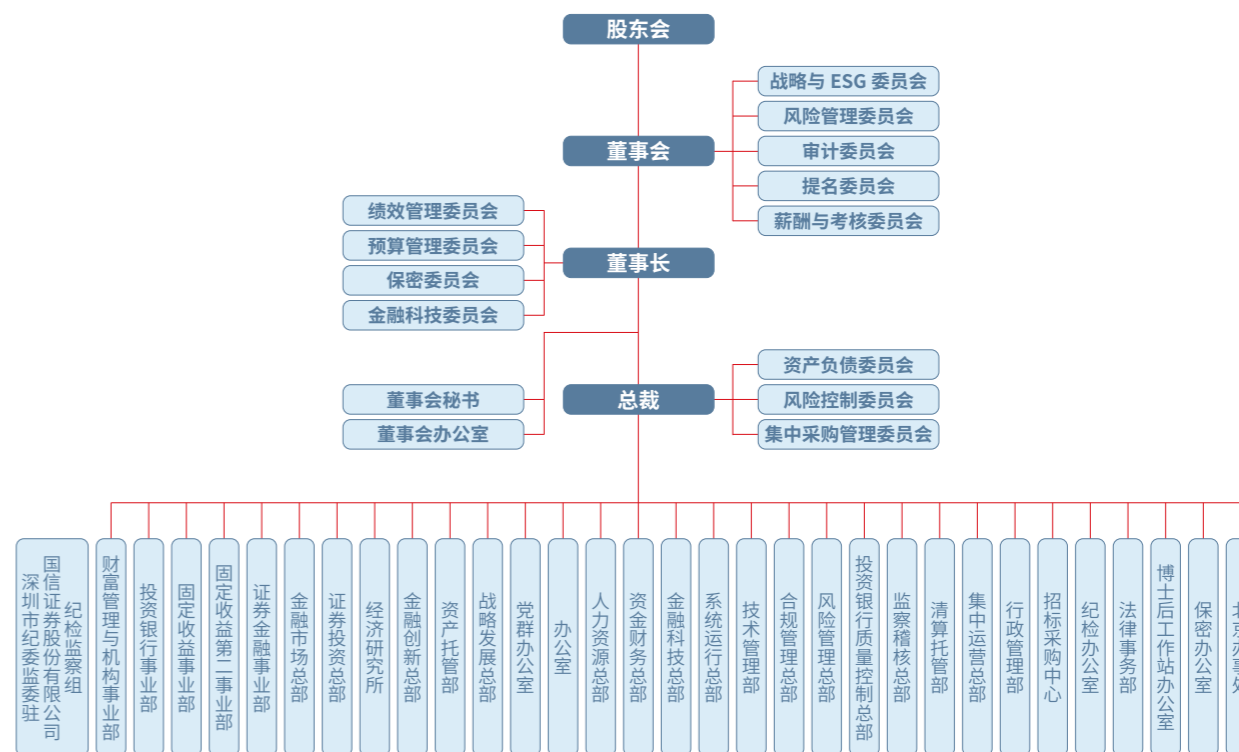 股东会
战略与 ESG 委员会
风险管理委员会
董事会
审计委员会
提名委员会
薪酬与考核委员会
绩效管理委员会
预算管理委员会
董事长
保密委员会
金融科技委员会
资产负债委员会
董事会秘书
总裁
风险控制委员会
董事会办公室
集中采购管理委员会
深圳市纪委监委驻
国信证券股份有限公司
纪检监察组
财富管理与机构事业部
投资银行事业部
固定收益事业部
固定收益第二事业部
证券金融事业部
金融市场总部
证券投资总部
经济研究所
金融创新总部
资产托管部
战略发展总部
党群办公室
办公室
人力资源总部
资金财务总部
金融科技总部
系统运行总部
技术管理部
合规管理总部
风险管理总部
投资银行质量控制总部
监察稽核总部
清算托管部
集中运营总部
行政管理部
招标采购中心
纪检办公室
法律事务部
博士后工作站办公室
保密办公室
北京办事处